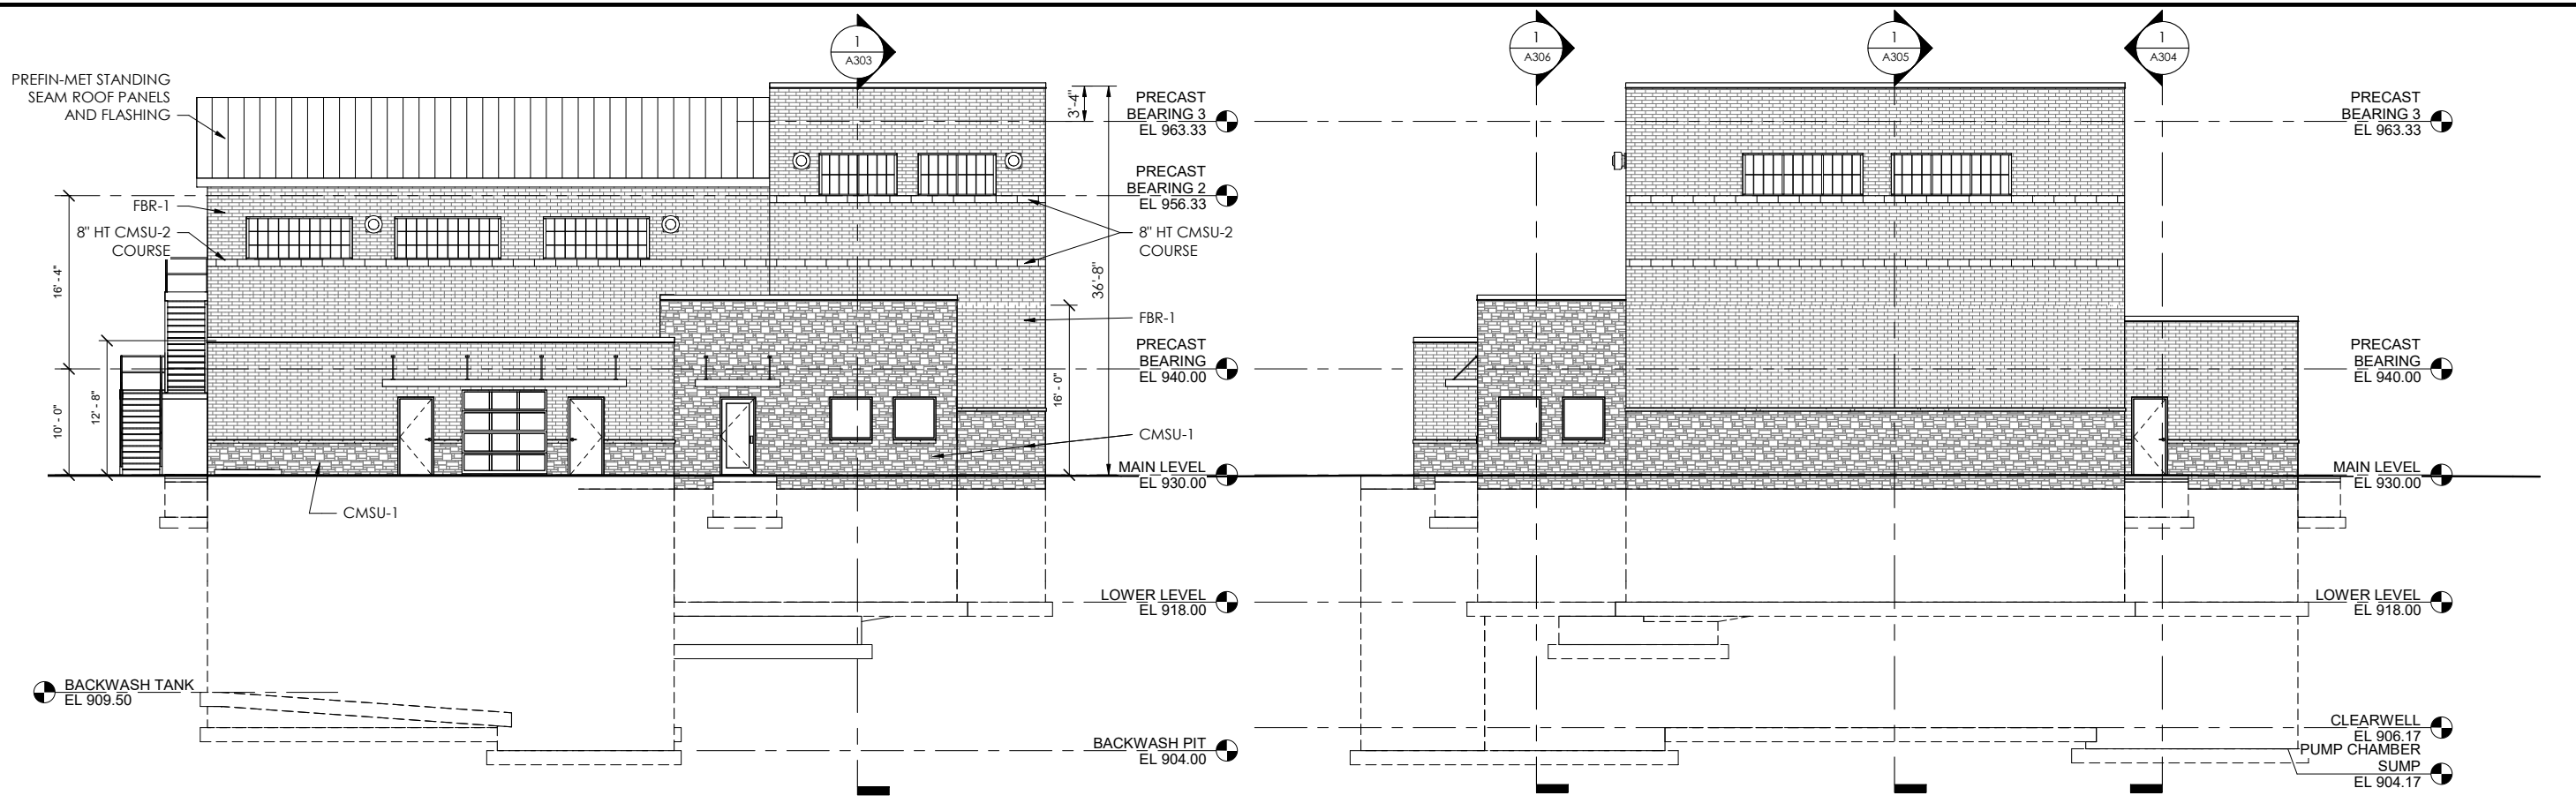 1
A303
1
A306
1
A305
1
A304
PREFIN-MET STANDING
SEAM ROOF PANELS
AND FLASHING
FBR-1
8" HT CMSU-2
COURSE
16' - 4"
10' - 0"
12' - 8"
CMSU-1
BACKWASH TANK
EL 909.50
3'-4"
36'-8"
16' - 0"
PRECAST
BEARING 3
EL 963.33
PRECAST
BEARING 2
EL 956.33
8" HT CMSU-2
COURSE
FBR-1
PRECAST
BEARING
EL 940.00
CMSU-1
MAIN LEVEL
EL 930.00
LOWER LEVEL
EL 918.00
BACKWASH PIT
EL 904.00
PRECAST
BEARING 3
EL 963.33
PRECAST
BEARING
EL 940.00
MAIN LEVEL
EL 930.00
LOWER LEVEL
EL 918.00
CLEARWELL
EL 906.17
PUMP CHAMBER
SUMP
EL 904.17